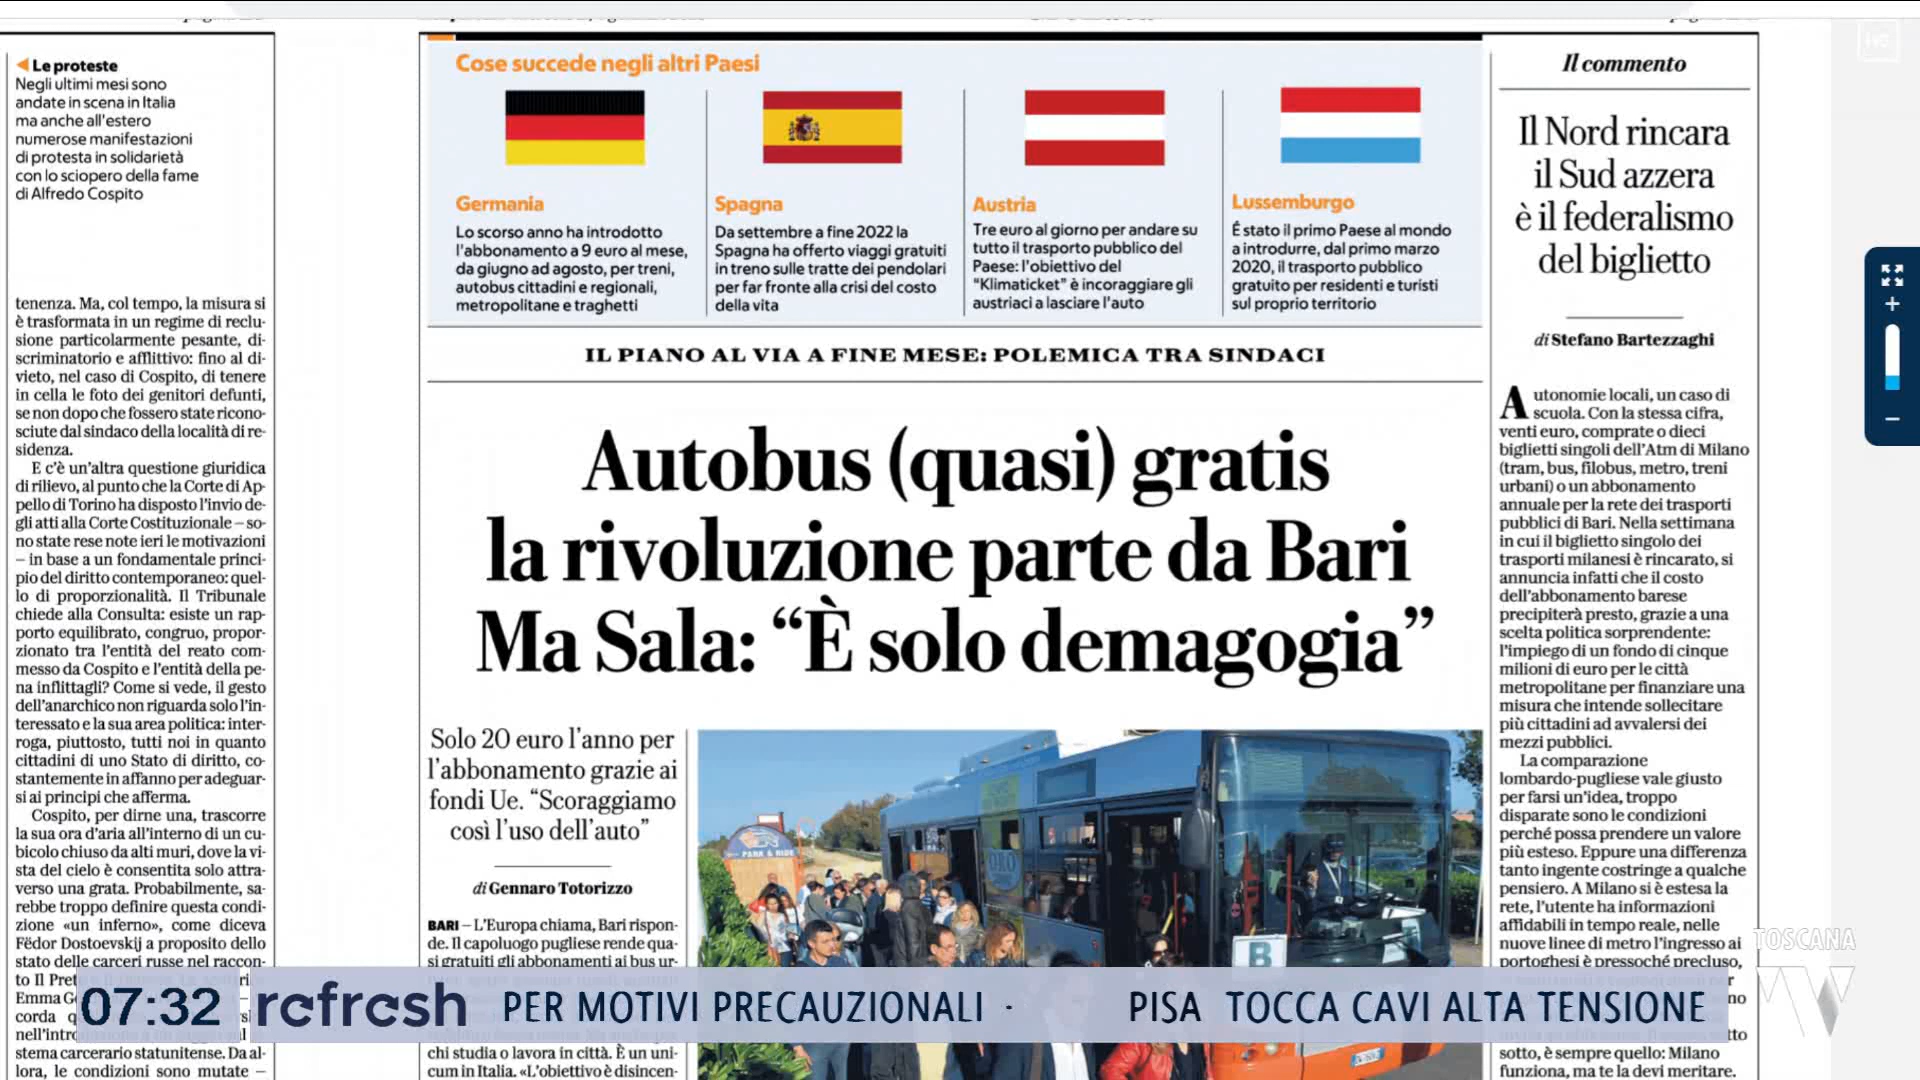 Le proteste
Negli ultimi mesi sono
andate in scena in Italia
ma anche all'estero
numerose manifestazioni
di protesta in solidarietà
con lo sciopero della fame
di Alfredo Cospito
tenenza. Ma, col tempo, la misura si
è trasformata in un regime di reclu-
sione particolarmente pesante, di-
scriminatorio e afflittivo: fino al di-
vieto, nel caso di Cospito, di tenere
in cella le foto dei genitori defunti,
se non dopo che fossero state ricono-
sciute dal sindaco della località di re-
sidenza.
E c'è un'altra questione giuridica
di rilievo, al punto che la Corte di Ap-
pello di Torino ha disposto l'invio de-
gli atti alla Corte Costituzionale – so-
no state rese note ieri le motivazioni
– in base a un fondamentale princi-
pio del diritto contemporaneo: quel-
lo di proporzionalità. Il Tribunale
chiede alla Consulta: esiste un rap-
porto equilibrato, congruo, propor-
zionato tra l'entità del reato com-
messo da Cospito e l'entità della pe-
na inflittagli? Come si vede, il gesto
dell'anarchico non riguarda solo l'in-
teressato e la sua area politica: inter-
roga, piuttosto, tutti noi in quanto
cittadini di uno Stato di diritto, co-
stantemente in affanno per adeguar-
si ai principi che afferma.
Cospito, per dirne una, trascorre
la sua ora d'aria all'interno di un cu-
bicolo chiuso da alti muri, dove la vi-
sta del cielo è consentita solo attra-
verso una grata. Probabilmente, sa-
rebbe troppo definire questa condi-
zione «un inferno», come diceva
Fëdor Dostoevskij a proposito dello
stato delle carceri russe nel raccon-
to Il
Emma
corda
stema carcerario statunitense. Da al-
lora, le condizioni sono mutate –
Cose succede negli altri Paesi
Germania
Lo scorso anno ha introdotto
l'abbonamento a 9 euro al mese,
da giugno ad agosto, per treni,
autobus cittadini e regionali,
metropolitane e traghetti
Spagna
Da settembre a fine 2022 la
Spagna ha offerto viaggi gratuiti
in treno sulle tratte dei pendolari
per far fronte alla crisi del costo
della vita
Austria
Tre euro al giorno per andare su
tutto il trasporto pubblico del
Paese: l'obiettivo del
“Klimaticket” è incoraggiare gli
austriaci a lasciare l'auto
Lussemburgo
É stato il primo Paese al mondo
a introdurre, dal primo marzo
2020, il trasporto pubblico
gratuito per residenti e turisti
sul proprio territorio
IL PIANO AL VIA A FINE MESE: POLEMICA TRA SINDACI
Autobus (quasi) gratis
la rivoluzione parte da Bari
Ma Sala: “È solo demagogia”
Solo 20 euro l'anno per
l'abbonamento grazie ai
fondi Ue. “Scoraggiamo
così l'uso dell'auto”
di Gennaro Totorizzo
BARI – L'Europa chiama, Bari rispon-
de. Il capoluogo pugliese rende qua-
si gratuiti gli abbonamenti ai bus ur-
chi studia o lavora in città. È un uni-
cum in Italia. «L'obiettivo è disincen-
PARK & RIDE
B
Il commento
Il Nord rincara
il Sud azzera
è il federalismo
del biglietto
di Stefano Bartezzaghi
Autonomie locali, un caso di
scuola. Con la stessa cifra,
venti euro, comprate o dieci
biglietti singoli dell'Atm di Milano
(tram, bus, filobus, metro, treni
urbani) o un abbonamento
annuale per la rete dei trasporti
pubblici di Bari. Nella settimana
in cui il biglietto singolo dei
trasporti milanesi è rincarato, si
annuncia infatti che il costo
dell'abbonamento barese
precipiterà presto, grazie a una
scelta politica sorprendente:
l'impiego di un fondo di cinque
milioni di euro per le città
metropolitane per finanziare una
misura che intende sollecitare
più cittadini ad avvalersi dei
mezzi pubblici.
La comparazione
lombardo-pugliese vale giusto
per farsi un'idea, troppo
disparate sono le condizioni
perché possa prendere un valore
più esteso. Eppure una differenza
tanto ingente costringe a qualche
pensiero. A Milano si è estesa la
rete, l'utente ha informazioni
affidabili in tempo reale, nelle
nuove linee di metro l'ingresso ai
portoghesi è pressoché precluso,
sotto, è sempre quello: Milano
funziona, ma te la devi meritare.
HD
+
−
TOSCANA
TV
07:32 refresh PER MOTIVI PRECAUZIONALI · PISA TOCCA CAVI ALTA TENSIONE